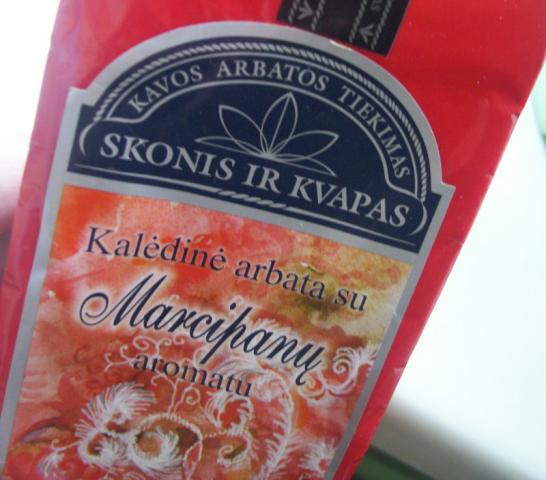 KAVOS ARBATOS TIEKIMAS
SKONIS IR KVAPAS
Kalėdinė arbata su
Marcipanų
aromatu